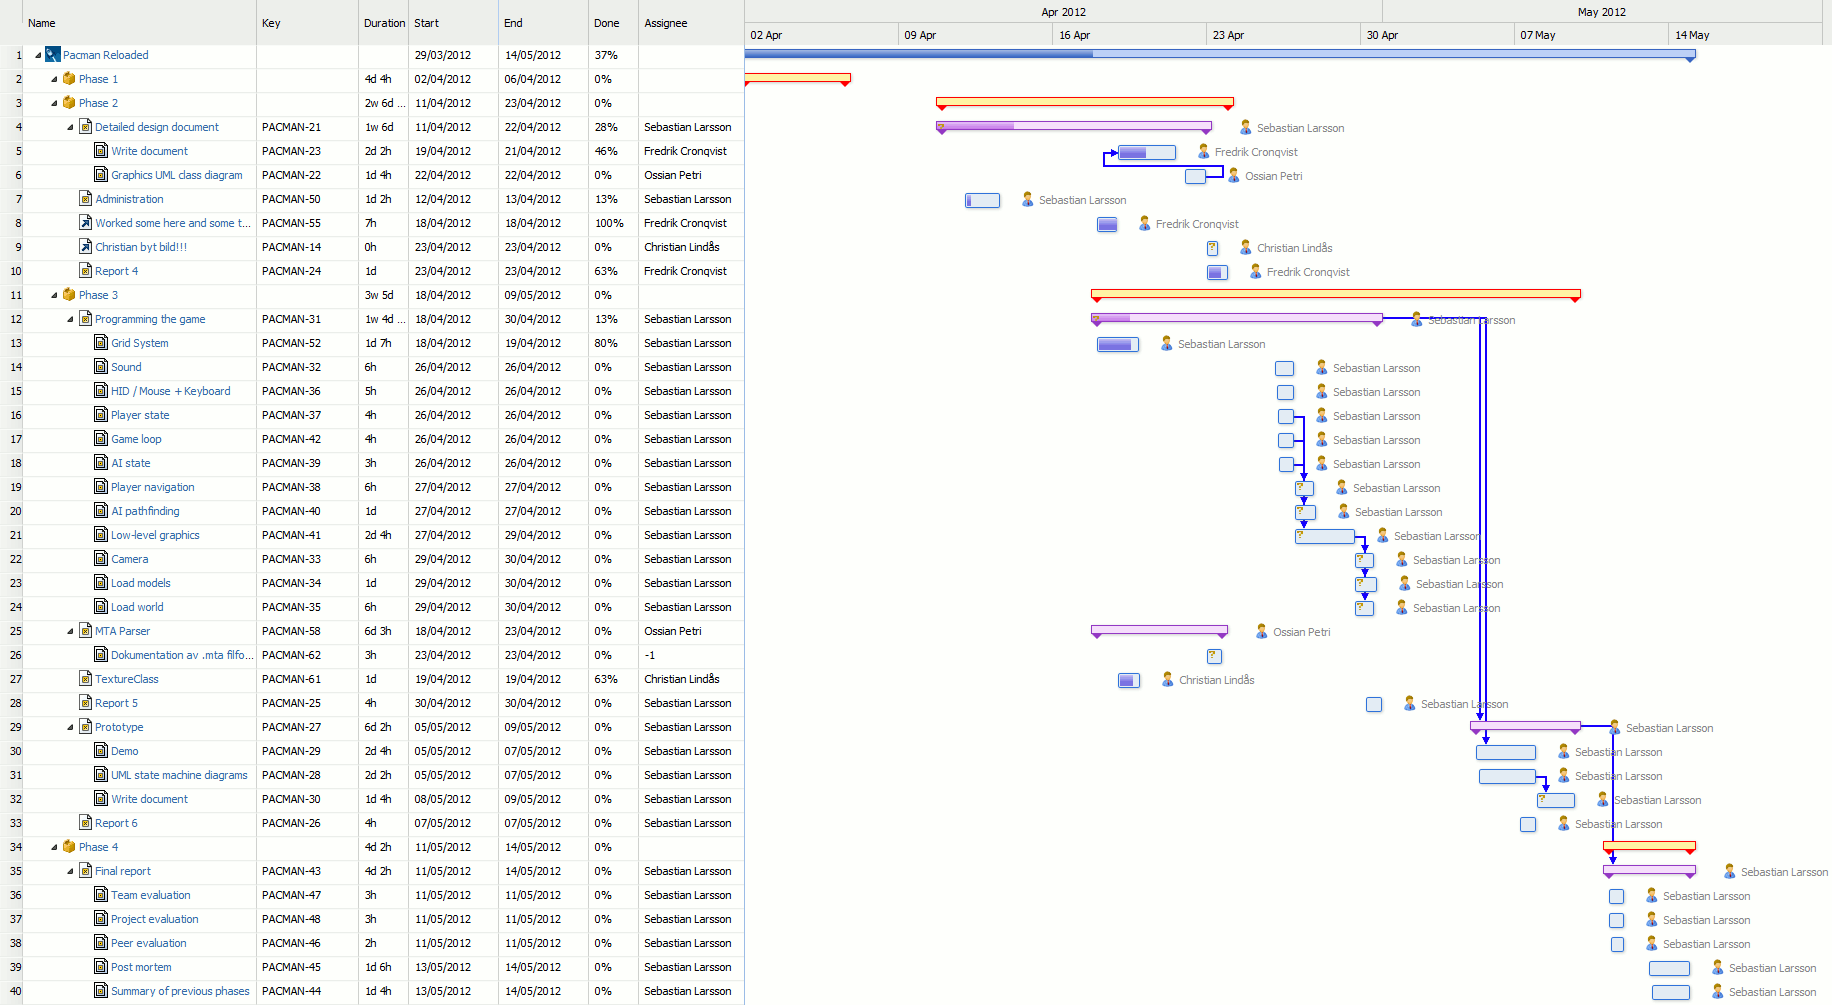 Apr 2012 May 2012
Name Key Duration Start End Done Assignee 02 Apr 09 Apr 16 Apr 23 Apr 30 Apr 07 May 14 May
1 Pacman Reloaded 29/03/2012 14/05/2012 37%
2 Phase 1 4d 4h 02/04/2012 06/04/2012 0%
3 Phase 2 2w 6d ... 11/04/2012 23/04/2012 0%
4 Detailed design document PACMAN-21 1w 6d 11/04/2012 22/04/2012 28% Sebastian Larsson ? Sebastian Larsson
5 Write document PACMAN-23 2d 2h 19/04/2012 21/04/2012 46% Fredrik Cronqvist Fredrik Cronqvist
6 Graphics UML class diagram PACMAN-22 1d 4h 22/04/2012 22/04/2012 0% Ossian Petri Ossian Petri
7 Administration PACMAN-50 1d 2h 12/04/2012 13/04/2012 13% Sebastian Larsson Sebastian Larsson
8 Worked some here and some t... PACMAN-55 7h 18/04/2012 18/04/2012 100% Fredrik Cronqvist Fredrik Cronqvist
9 Christian byt bild!!! PACMAN-14 0h 23/04/2012 23/04/2012 0% Christian Lindås ? Christian Lindås
10 Report 4 PACMAN-24 1d 23/04/2012 23/04/2012 63% Fredrik Cronqvist Fredrik Cronqvist
11 Phase 3 3w 5d 18/04/2012 09/05/2012 0%
12 Programming the game PACMAN-31 1w 4d ... 18/04/2012 30/04/2012 13% Sebastian Larsson ? Sebastian Larsson
13 Grid System PACMAN-52 1d 7h 18/04/2012 19/04/2012 80% Sebastian Larsson Sebastian Larsson
14 Sound PACMAN-32 6h 26/04/2012 26/04/2012 0% Sebastian Larsson Sebastian Larsson
15 HID / Mouse + Keyboard PACMAN-36 5h 26/04/2012 26/04/2012 0% Sebastian Larsson Sebastian Larsson
16 Player state PACMAN-37 4h 26/04/2012 26/04/2012 0% Sebastian Larsson Sebastian Larsson
17 Game loop PACMAN-42 4h 26/04/2012 26/04/2012 0% Sebastian Larsson Sebastian Larsson
18 AI state PACMAN-39 3h 26/04/2012 26/04/2012 0% Sebastian Larsson Sebastian Larsson
19 Player navigation PACMAN-38 6h 27/04/2012 27/04/2012 0% Sebastian Larsson ? Sebastian Larsson
20 AI pathfinding PACMAN-40 1d 27/04/2012 27/04/2012 0% Sebastian Larsson ? Sebastian Larsson
21 Low-level graphics PACMAN-41 2d 4h 27/04/2012 29/04/2012 0% Sebastian Larsson ? Sebastian Larsson
22 Camera PACMAN-33 6h 29/04/2012 30/04/2012 0% Sebastian Larsson ? Sebastian Larsson
23 Load models PACMAN-34 1d 29/04/2012 30/04/2012 0% Sebastian Larsson ? Sebastian Larsson
24 Load world PACMAN-35 6h 29/04/2012 30/04/2012 0% Sebastian Larsson ? Sebastian Larsson
25 MTA Parser PACMAN-58 6d 3h 18/04/2012 23/04/2012 0% Ossian Petri Ossian Petri
26 Dokumentation av .mta filfo... PACMAN-62 3h 23/04/2012 23/04/2012 0% -1 ?
27 TextureClass PACMAN-61 1d 19/04/2012 19/04/2012 63% Christian Lindås Christian Lindås
28 Report 5 PACMAN-25 4h 30/04/2012 30/04/2012 0% Sebastian Larsson Sebastian Larsson
29 Prototype PACMAN-27 6d 2h 05/05/2012 09/05/2012 0% Sebastian Larsson Sebastian Larsson
30 Demo PACMAN-29 2d 4h 05/05/2012 07/05/2012 0% Sebastian Larsson Sebastian Larsson
31 UML state machine diagrams PACMAN-28 2d 2h 05/05/2012 07/05/2012 0% Sebastian Larsson Sebastian Larsson
32 Write document PACMAN-30 1d 4h 08/05/2012 09/05/2012 0% Sebastian Larsson ? Sebastian Larsson
33 Report 6 PACMAN-26 4h 07/05/2012 07/05/2012 0% Sebastian Larsson Sebastian Larsson
34 Phase 4 4d 2h 11/05/2012 14/05/2012 0%
35 Final report PACMAN-43 4d 2h 11/05/2012 14/05/2012 0% Sebastian Larsson Sebastian Larsson
36 Team evaluation PACMAN-47 3h 11/05/2012 11/05/2012 0% Sebastian Larsson Sebastian Larsson
37 Project evaluation PACMAN-48 3h 11/05/2012 11/05/2012 0% Sebastian Larsson Sebastian Larsson
38 Peer evaluation PACMAN-46 2h 11/05/2012 11/05/2012 0% Sebastian Larsson Sebastian Larsson
39 Post mortem PACMAN-45 1d 6h 13/05/2012 14/05/2012 0% Sebastian Larsson Sebastian Larsson
40 Summary of previous phases PACMAN-44 1d 4h 13/05/2012 14/05/2012 0% Sebastian Larsson Sebastian Larsson